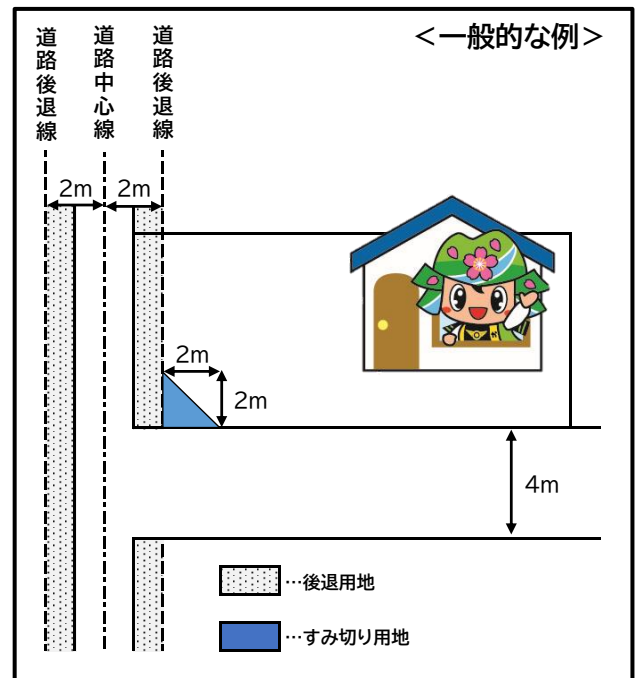 ＜一般的な例＞
道路後退線
道路中心線
道路後退線
2m
2m
2m
2m
4m
…後退用地
…すみ切り用地